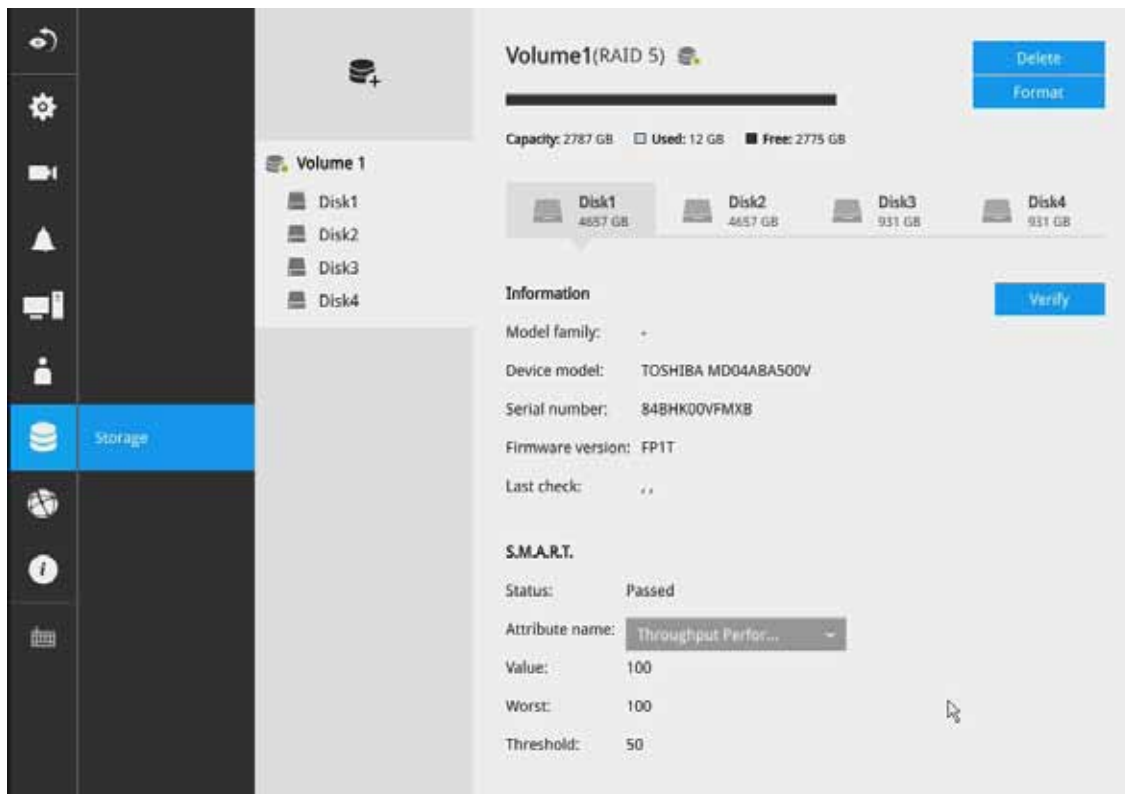 Storage
Volume 1
Disk1
Disk2
Disk3
Disk4
Volume1(RAID 5)
Delete
Format
Capacity: 2787 GB Used: 12 GB Free: 2775 GB
Disk1
4657 GB
Disk2
4657 GB
Disk3
931 GB
Disk4
931 GB
Information
Verify
Model family: -
Device model: TOSHIBA MD04ABA500V
Serial number: 84BHK00VFMXB
Firmware version: FP1T
Last check: , ,
S.M.A.R.T.
Status: Passed
Attribute name: Throughput Perfor...
Value: 100
Worst: 100
Threshold: 50